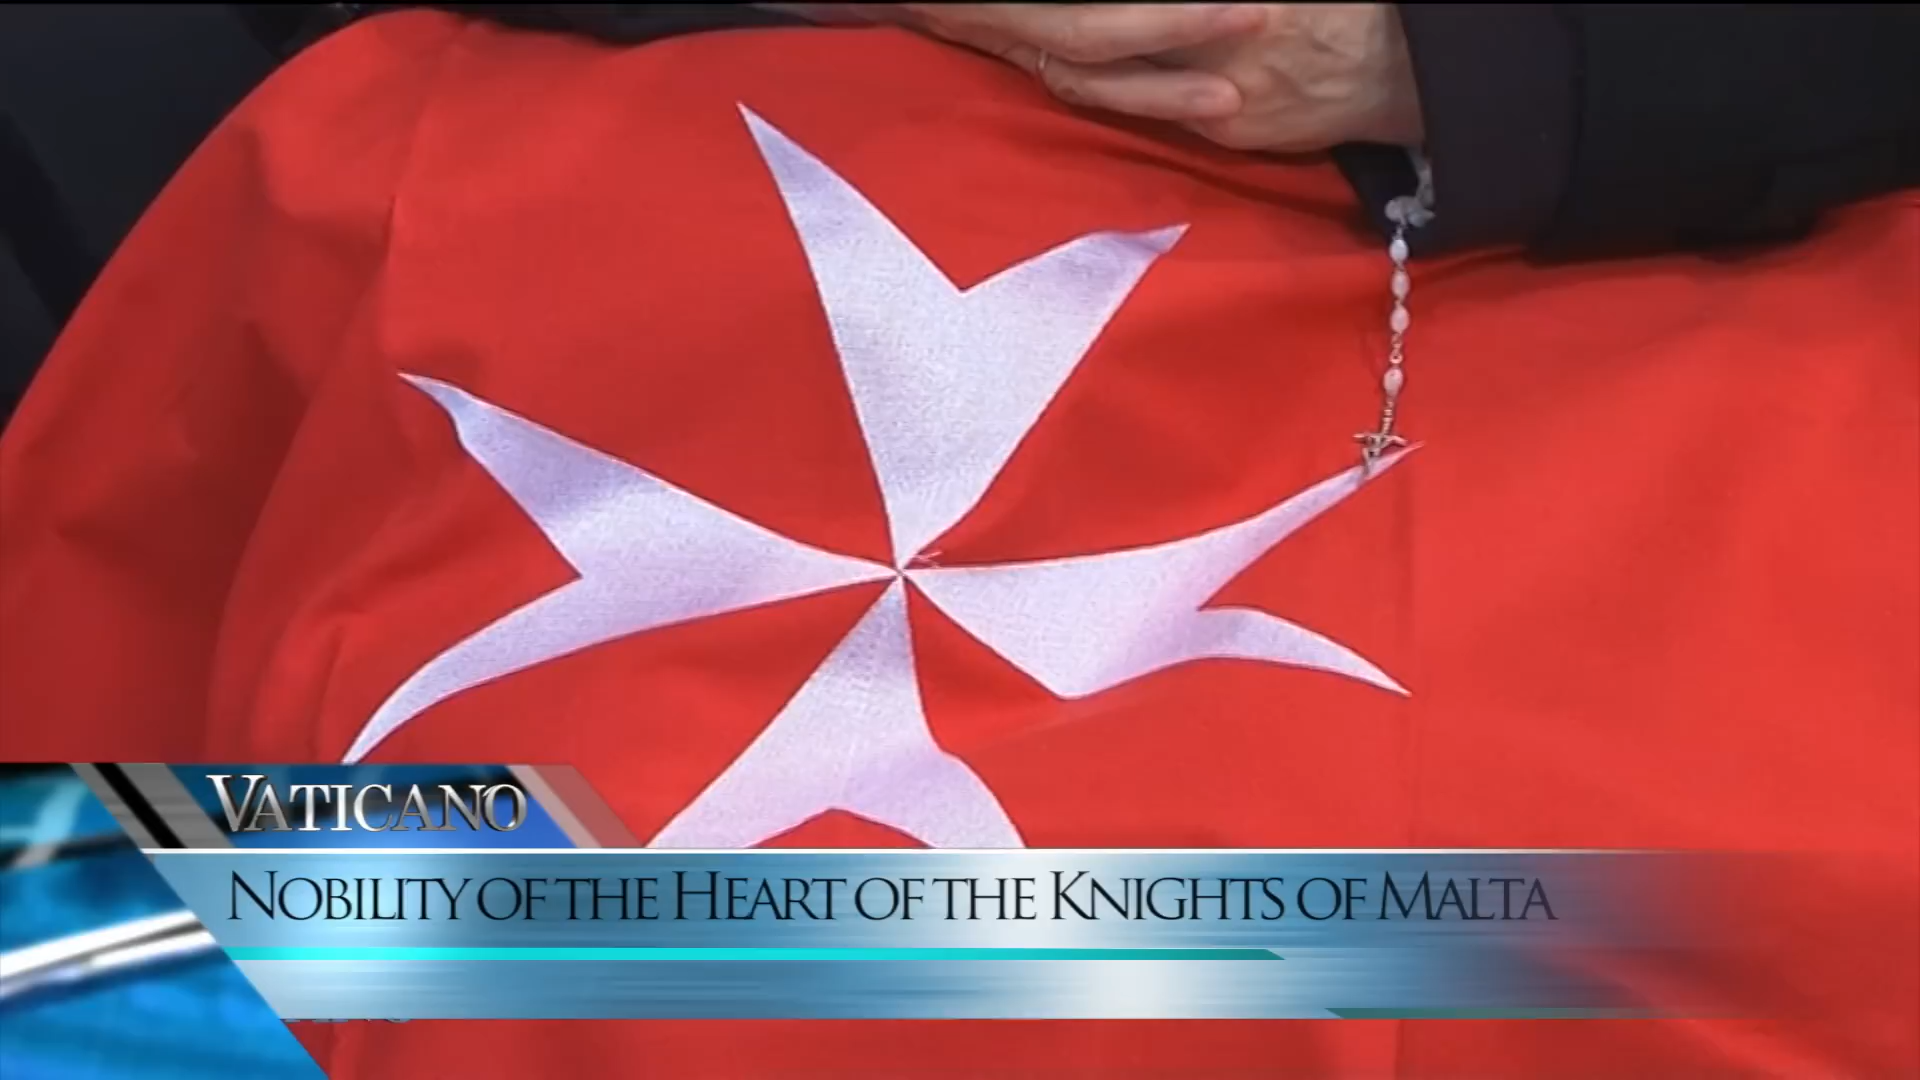 VATICANO
NOBILITY OF THE HEART OF THE KNIGHTS OF MALTA